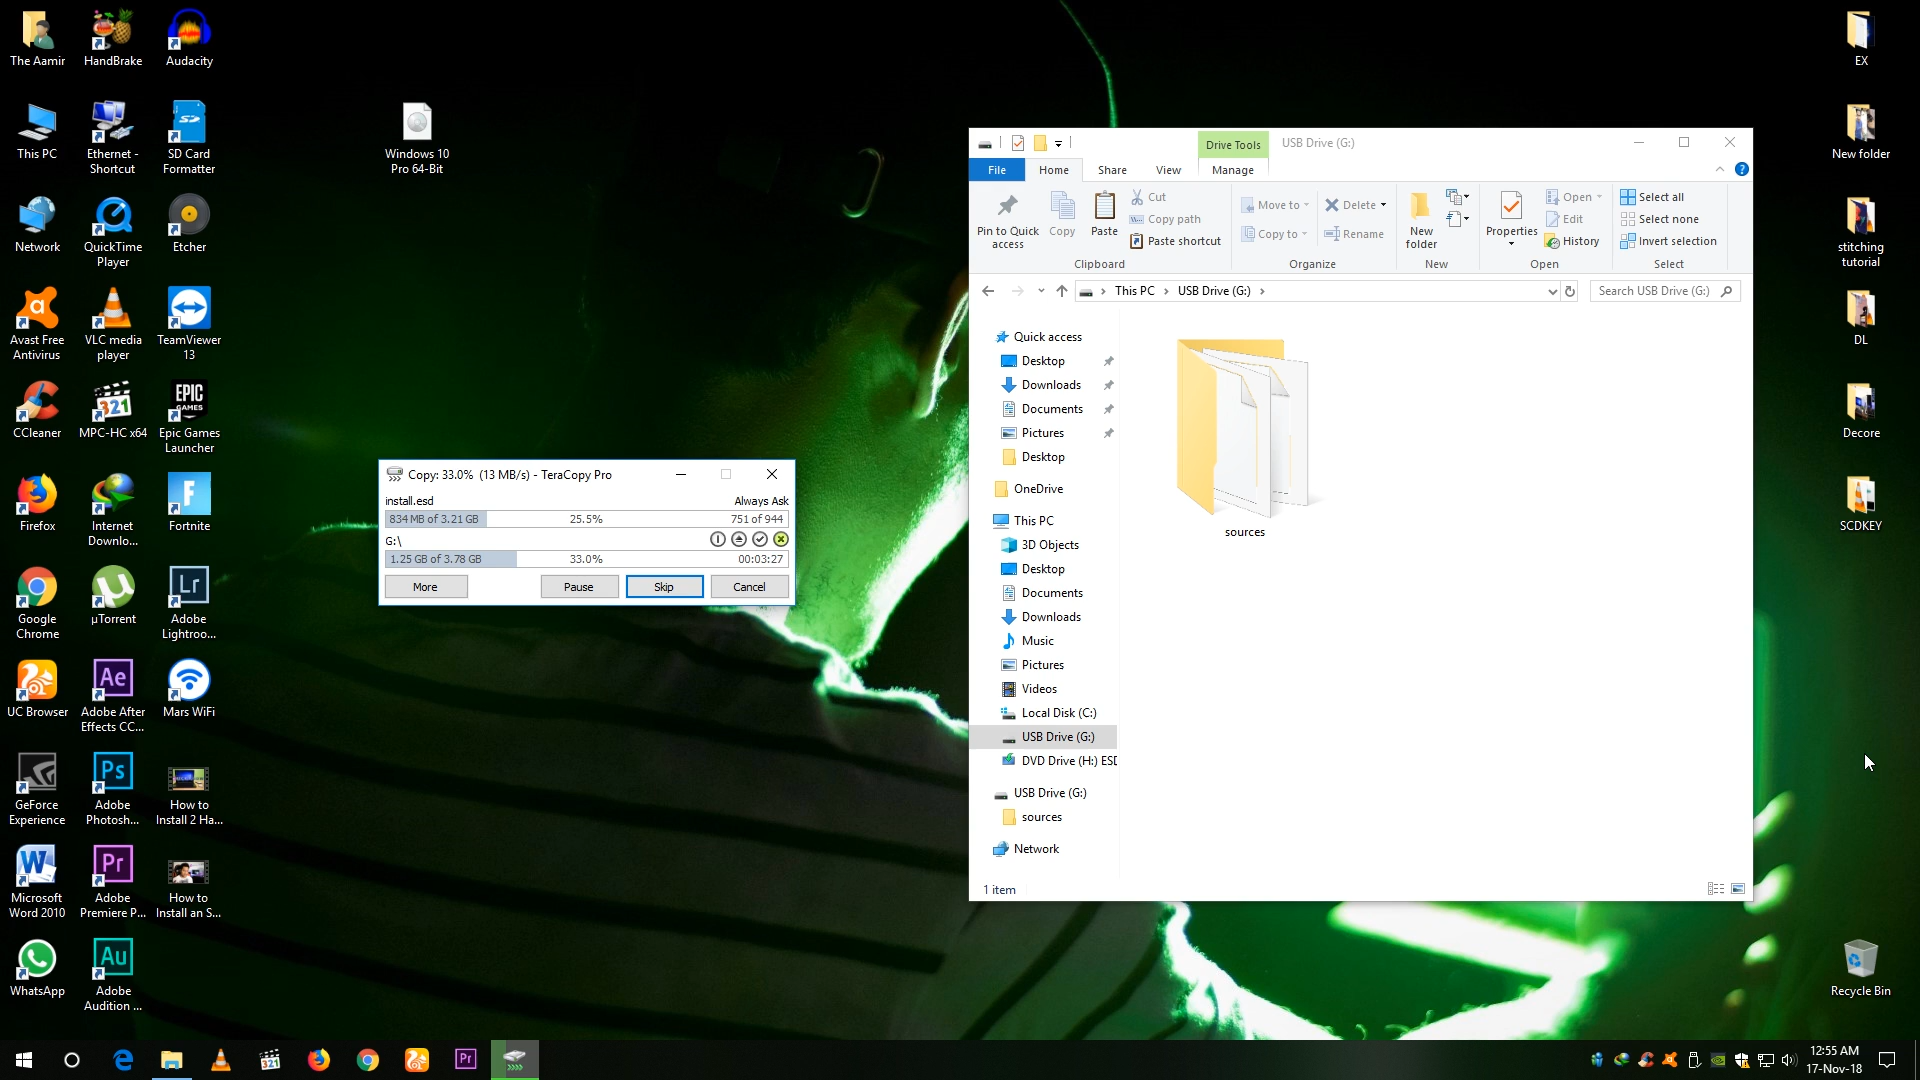 The Aamir
HandBrake
Audacity
This PC
Ethernet -
Shortcut
SD Card
Formatter
Network
QuickTime
Player
Etcher
Avast Free
Antivirus
VLC media
player
TeamViewer
13
CCleaner
MPC-HC x64
Epic Games
Launcher
Firefox
Internet
Downlo...
Fortnite
Google
Chrome
µTorrent
Adobe
Lightroo...
UC Browser
Adobe After
Effects CC...
Mars WiFi
GeForce
Experience
Adobe
Photosh...
How to
Install 2 Ha...
Microsoft
Word 2010
Adobe
Premiere P...
How to
Install an S...
WhatsApp
Adobe
Audition ...
Windows 10
Pro 64-Bit
Copy: 33.0% (13 MB/s) - TeraCopy Pro
install.esd
Always Ask
834 MB of 3.21 GB
25.5%
751 of 944
G:\
1.25 GB of 3.78 GB
33.0%
00:03:27
More
Pause
Skip
Cancel
Drive Tools
USB Drive (G:)
File
Home
Share
View
Manage
Pin to Quick
access
Copy
Paste
Cut
Copy path
Paste shortcut
Clipboard
Move to
Copy to
Delete
Rename
Organize
New
folder
New
Properties
Open
Edit
History
Open
Select all
Select none
Invert selection
Select
This PC
USB Drive (G:)
Search USB Drive (G:)
Quick access
Desktop
Downloads
Documents
Pictures
Desktop
OneDrive
This PC
3D Objects
Desktop
Documents
Downloads
Music
Pictures
Videos
Local Disk (C:)
USB Drive (G:)
DVD Drive (H:) ESD
USB Drive (G:)
sources
Network
sources
1 item
EX
New folder
stitching
tutorial
DL
Decore
SCDKEY
Recycle Bin
12:55 AM
17-Nov-18
SD
EPIC
GAMES
321
F
Lr
Ae
Ps
Pr
W
Au
321
Pr